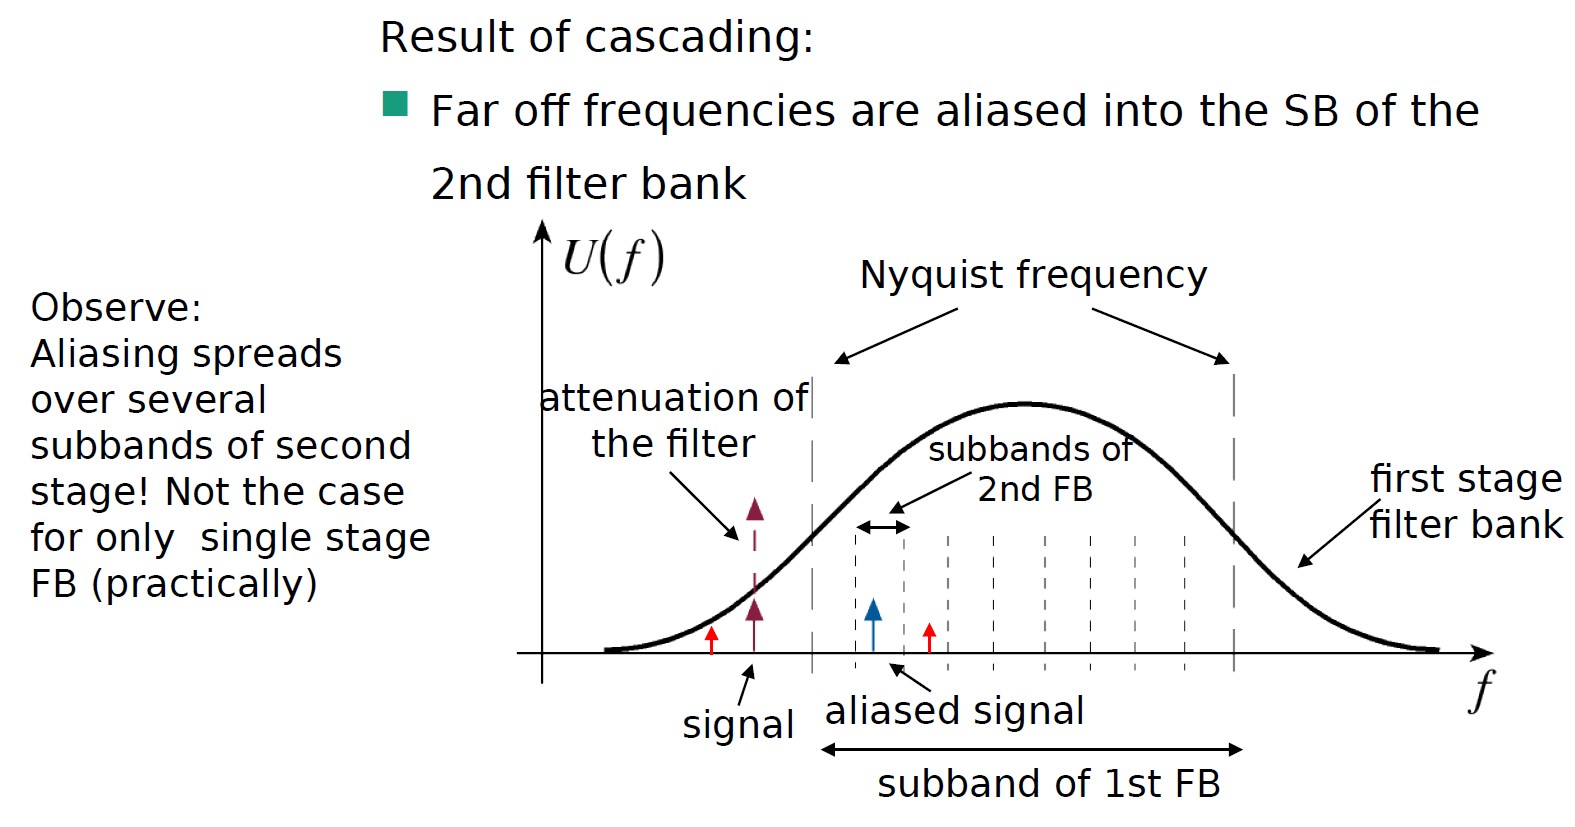 Result of cascading:
Far off frequencies are aliased into the SB of the
2nd filter bank
U(f)
Nyquist frequency
Observe:
Aliasing spreads
over several
subbands of second
stage! Not the case
for only  single stage
FB (practically)
attenuation of
the filter
subbands of
2nd FB
first stage
filter bank
f
signal
aliased signal
subband of 1st FB